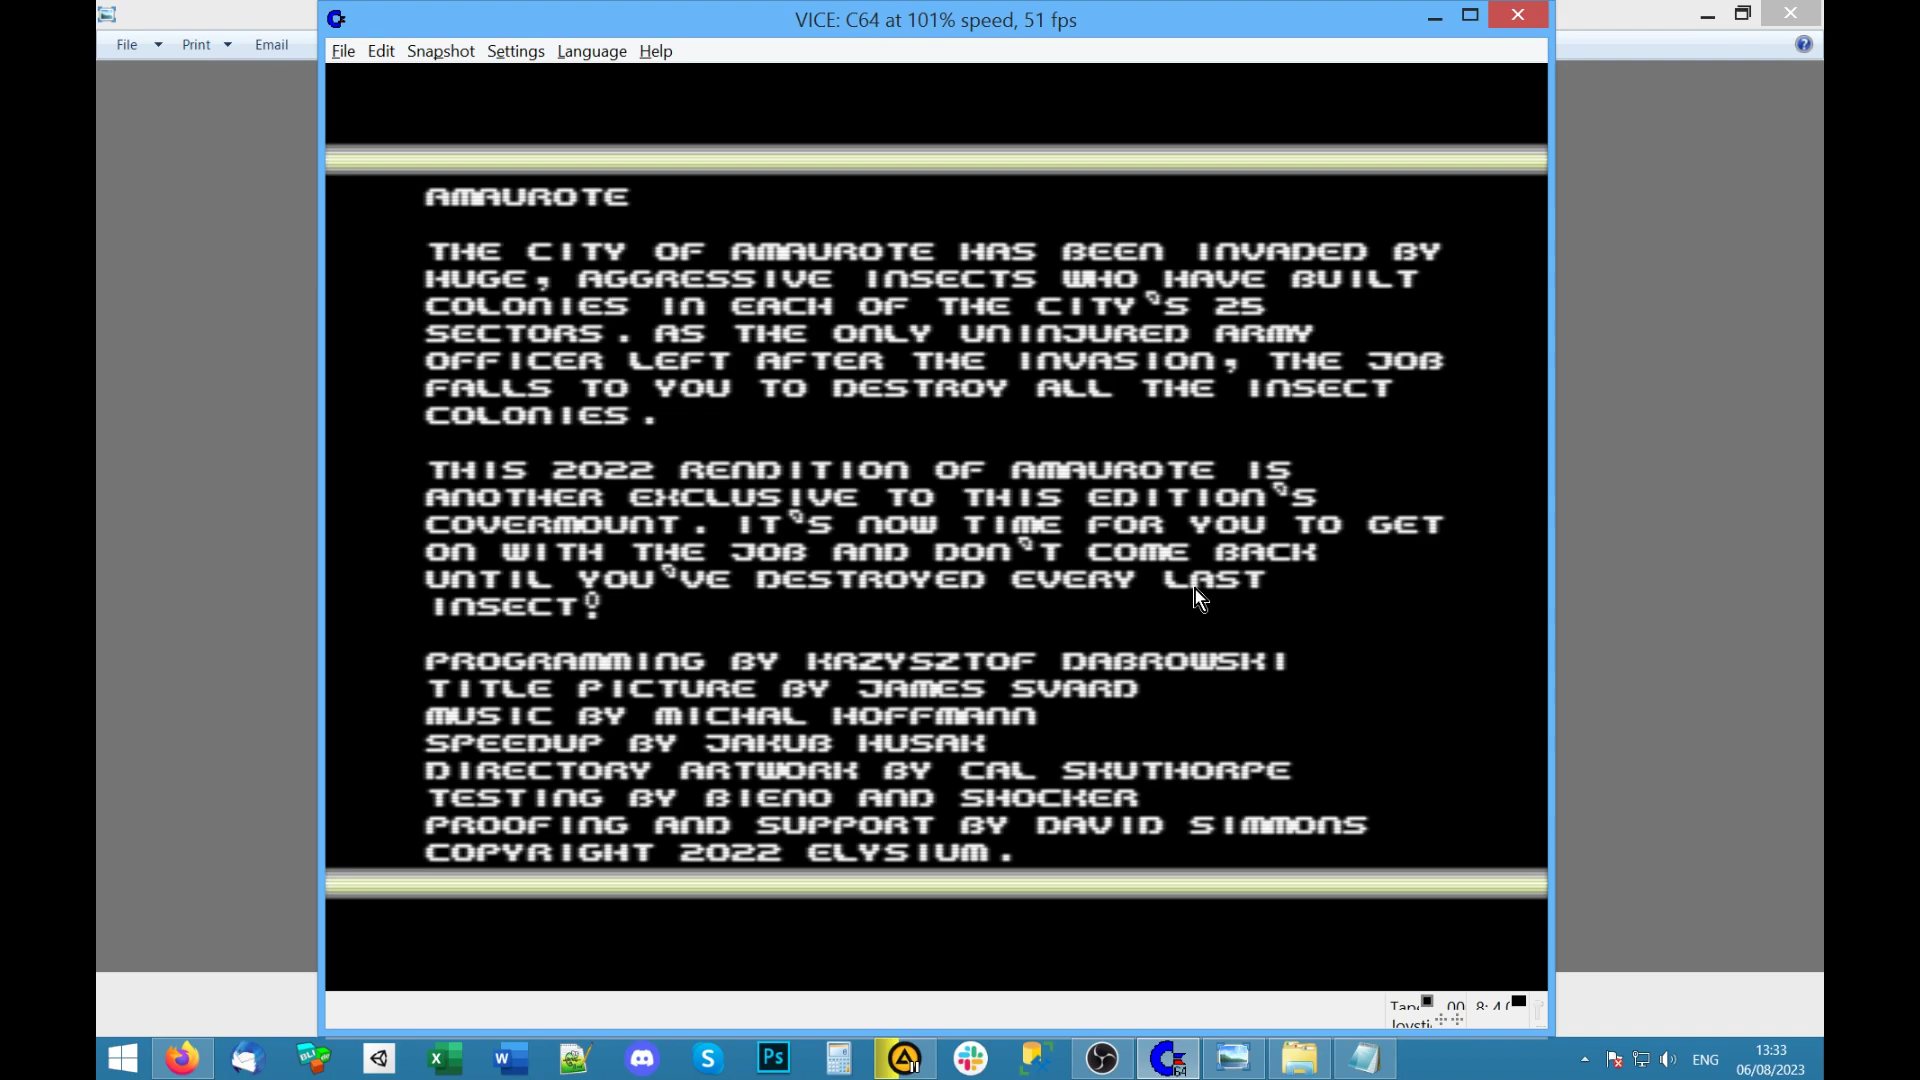 VICE: C64 at 101% speed, 51 fps
File Print Email
File Edit Snapshot Settings Language Help
AMAUROTE
THE CITY OF AMAUROTE HAS BEEN INVADED BY
HUGE, AGGRESSIVE INSECTS WHO HAVE BUILT
COLONIES IN EACH OF THE CITY'S 25
SECTORS. AS THE ONLY UNINJURED ARMY
OFFICER LEFT AFTER THE INVASION, THE JOB
FALLS TO YOU TO DESTROY ALL THE INSECT
COLONIES.
THIS 2022 RENDITION OF AMAUROTE IS
ANOTHER EXCLUSIVE TO THIS EDITION'S
COVERMOUNT. IT'S NOW TIME FOR YOU TO GET
ON WITH THE JOB AND DON'T COME BACK
UNTIL YOU'VE DESTROYED EVERY LAST
INSECT!
PROGRAMMING BY KRZYSZTOF DABROWSKI
TITLE PICTURE BY JAMES SVARD
MUSIC BY MICHAL HOFFMANN
SPEEDUP BY JAKUB HUSAK
DIRECTORY ARTWORK BY CAL SKUTHORPE
TESTING BY BIENO AND SHOCKER
PROOFING AND SUPPORT BY DAVID SIMMONS
COPYRIGHT 2022 ELYSIUM.
ENG
13:33
06/08/2023